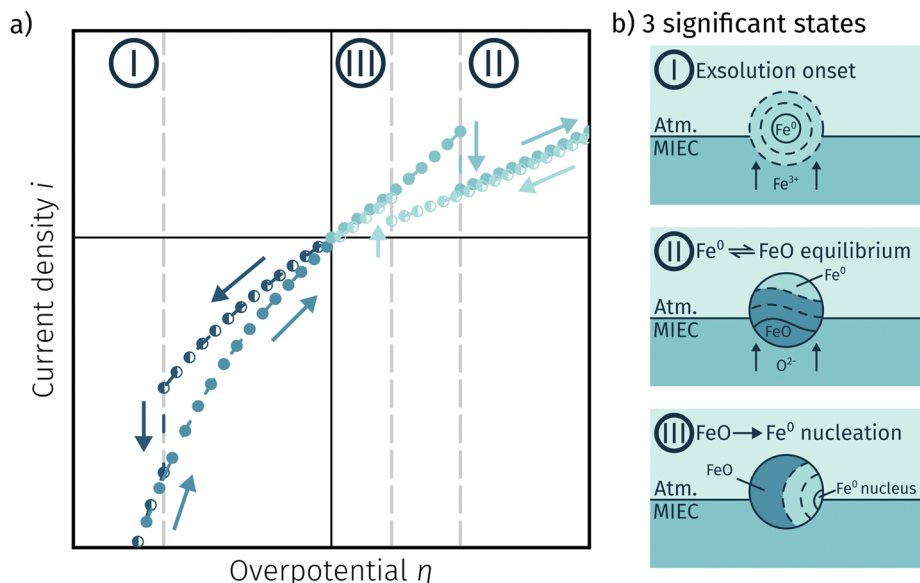 a)
I
III
II
Current density i
Overpotential η
b) 3 significant states
I Exsolution onset
Fe⁰
Atm.
MIEC
Fe³⁺
II Fe⁰ ⇌ FeO equilibrium
Fe⁰
Atm.
MIEC
FeO
O²⁻
III FeO → Fe⁰ nucleation
FeO
Atm.
MIEC
Fe⁰ nucleus